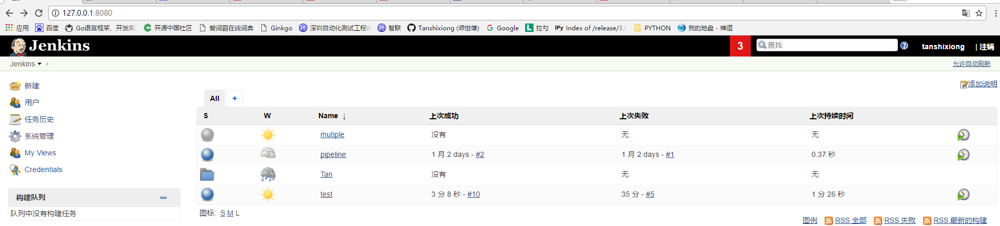 127.0.0.1:8080
应用 百度 Go语言框架、开发库 开源中国社区 爱词霸在线词典 Ginkgo 深圳自动化测试工程师 智联 Tanshixiong (谭世雄) Google 拉勾 Index of /release/3.0 PYTHON 我的地盘 - 禅道
Jenkins 3 查找 tanshixiong | 注销
Jenkins 允许自动刷新
新建
用户
任务历史
系统管理
My Views
Credentials
构建队列
队列中没有构建任务
添加说明
All +
S W Name ↓ 上次成功 上次失败 上次持续时间
mutiple 没有 无 无
pipeline 1 月 2 days - #2 1 月 2 days - #1 0.37 秒
Tan 没有 无 无
test 3 分 8 秒 - #10 35 分 - #5 1 分 26 秒
图标: S M L
图例 RSS 全部 RSS 失败 RSS 最新的构建